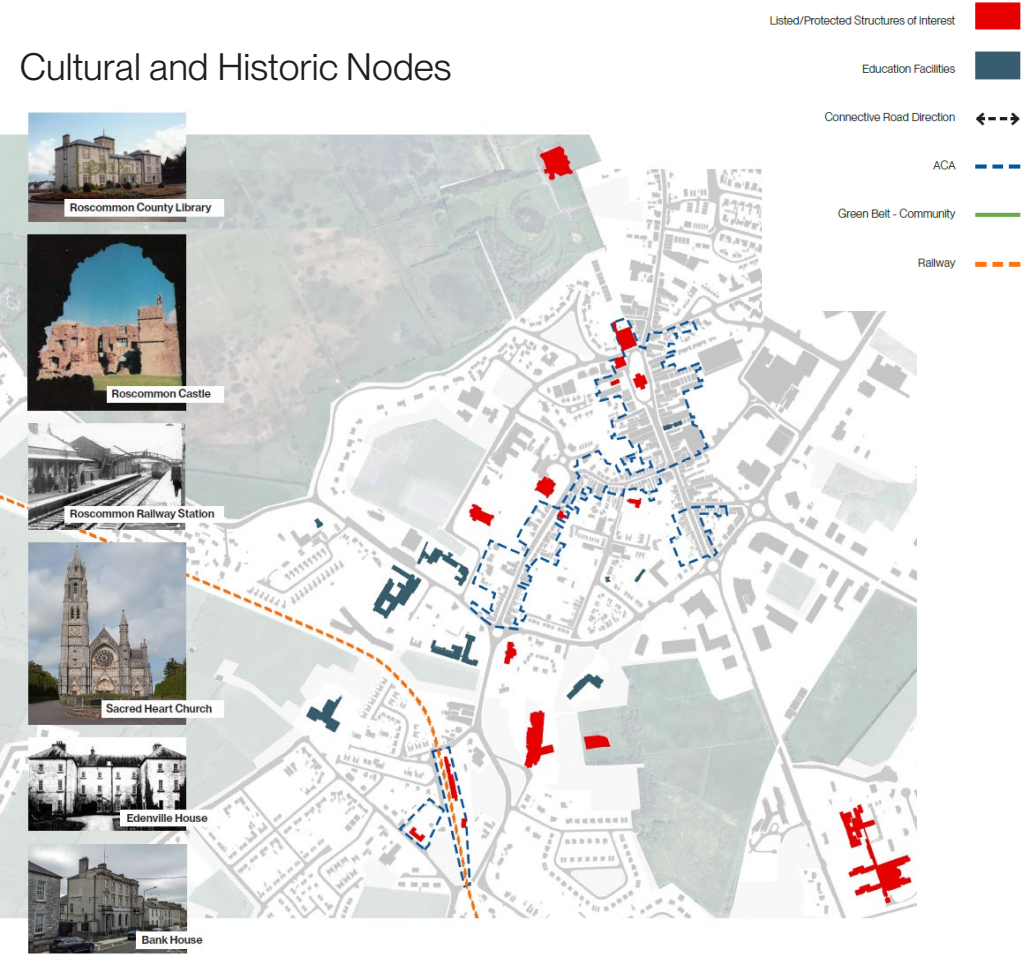 Listed/Protected Structures of Interest
Cultural and Historic Nodes
Education Facilities
Connective Road Direction
ACA
Green Belt - Community
Railway
Roscommon County Library
Roscommon Castle
Roscommon Railway Station
Sacred Heart Church
Edenville House
Bank House